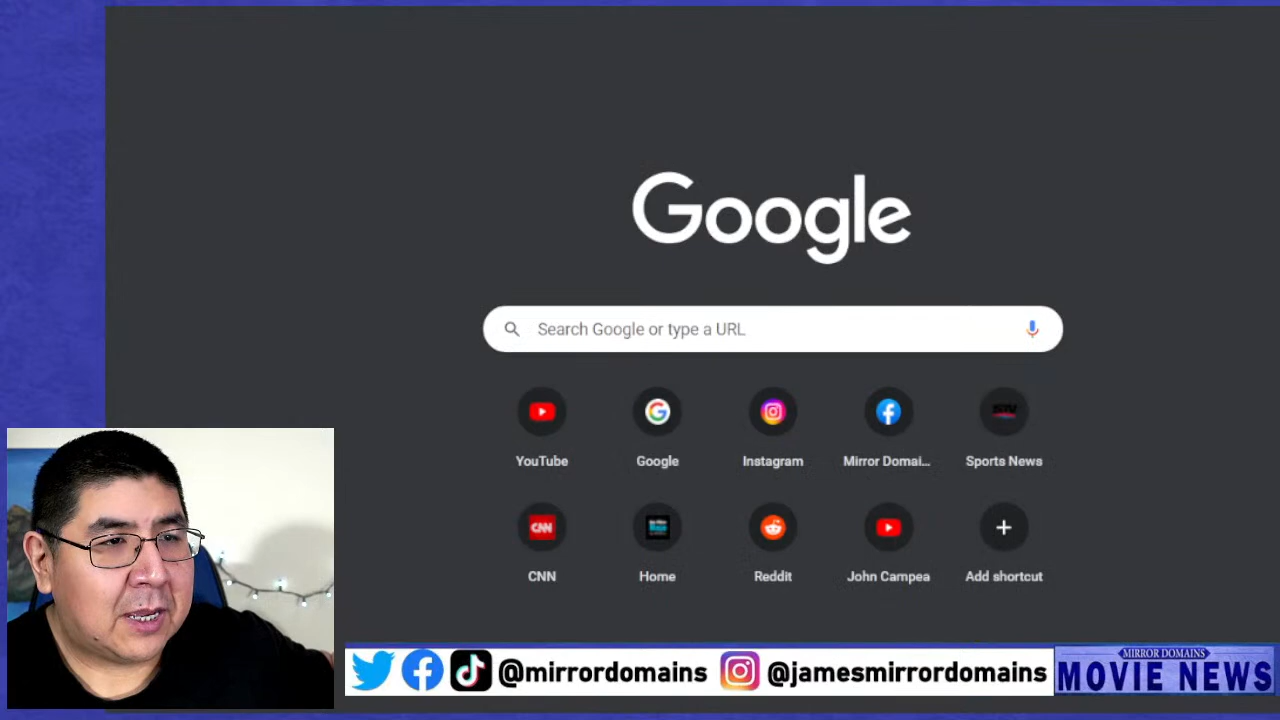 Google
Search Google or type a URL
YouTube
Google
Instagram
Mirror Domai...
Sports News
CNN
CNN
Home
Reddit
John Campea
Add shortcut
@mirrordomains
@jamesmirrordomains
MIRROR DOMAINS
MOVIE NEWS